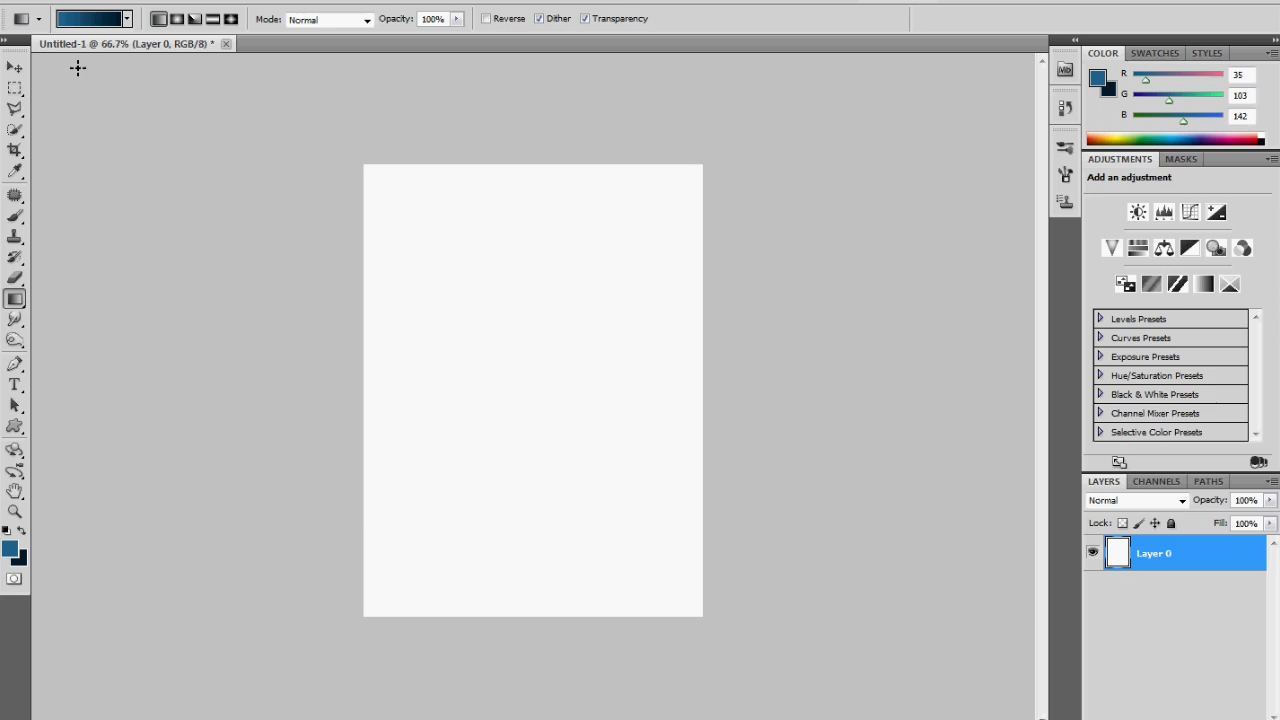 Mode: Normal Opacity: 100% Reverse Dither Transparency
Untitled-1 @ 66.7% (Layer 0, RGB/8) *
COLOR SWATCHES STYLES
R 35
G 103
B 142
ADJUSTMENTS MASKS
Add an adjustment
Levels Presets
Curves Presets
Exposure Presets
Hue/Saturation Presets
Black & White Presets
Channel Mixer Presets
Selective Color Presets
LAYERS CHANNELS PATHS
Normal Opacity: 100%
Lock: Fill: 100%
Layer 0